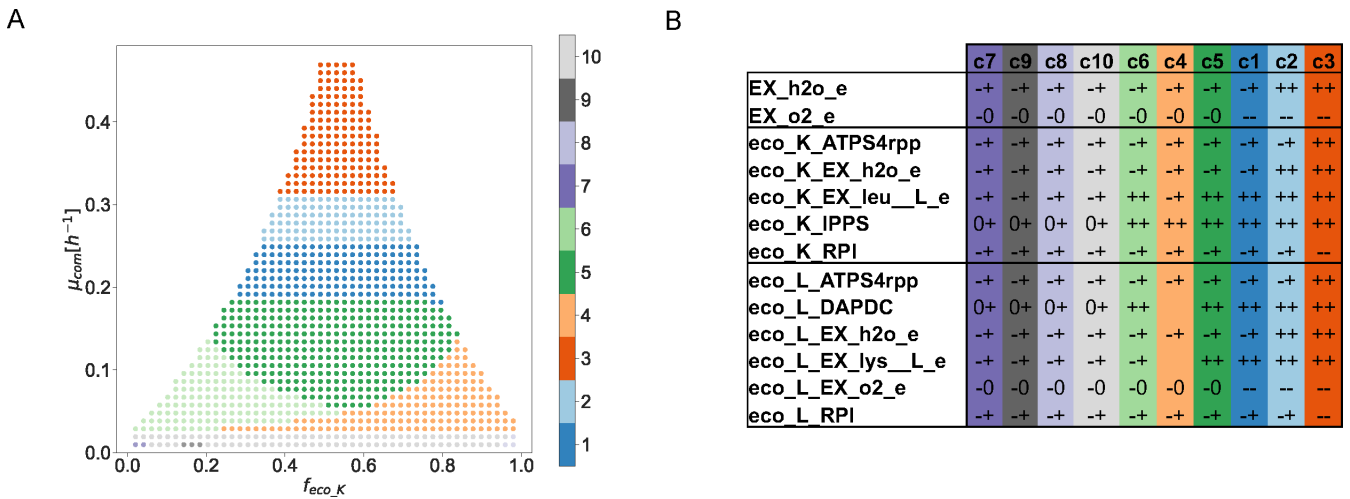 A
0.4
0.3
0.2
0.1
0.0
μcom[h⁻¹]
0.0 0.2 0.4 0.6 0.8 1.0
feco_K
10
9
8
7
6
5
4
3
2
1
B
c7 c9 c8 c10 c6 c4 c5 c1 c2 c3
EX_h2o_e -+ -+ -+ -+ -+ -+ -+ -+ ++ ++
EX_o2_e -0 -0 -0 -0 -0 -0 -0 -- -- --
eco_K_ATPS4rpp -+ -+ -+ -+ -+ -+ -+ -+ -+ ++
eco_K_EX_h2o_e -+ -+ -+ -+ -+ -+ -+ -+ ++ ++
eco_K_EX_leu__L_e -+ -+ -+ -+ ++ -+ ++ ++ ++ ++
eco_K_IPPS 0+ 0+ 0+ 0+ ++ ++ ++ ++ ++ ++
eco_K_RPI -+ -+ -+ -+ -+ -+ -+ -+ -+ --
eco_L_ATPS4rpp -+ -+ -+ -+ -+ -+ -+ -+ -+ ++
eco_L_DAPDC 0+ 0+ 0+ 0+ ++ ++ ++ ++ ++
eco_L_EX_h2o_e -+ -+ -+ -+ -+ -+ -+ -+ ++ ++
eco_L_EX_lys__L_e -+ -+ -+ -+ -+ ++ ++ ++ ++
eco_L_EX_o2_e -0 -0 -0 -0 -0 -0 -0 -- -- --
eco_L_RPI -+ -+ -+ -+ -+ -+ -+ -+ -+ --